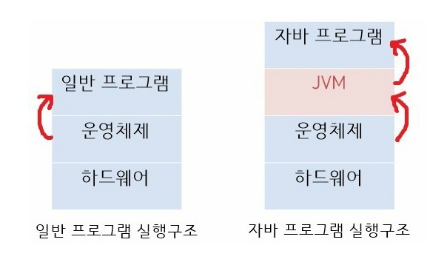 일반 프로그램
운영체제
하드웨어
일반 프로그램 실행구조
자바 프로그램
JVM
운영체제
하드웨어
자바 프로그램 실행구조